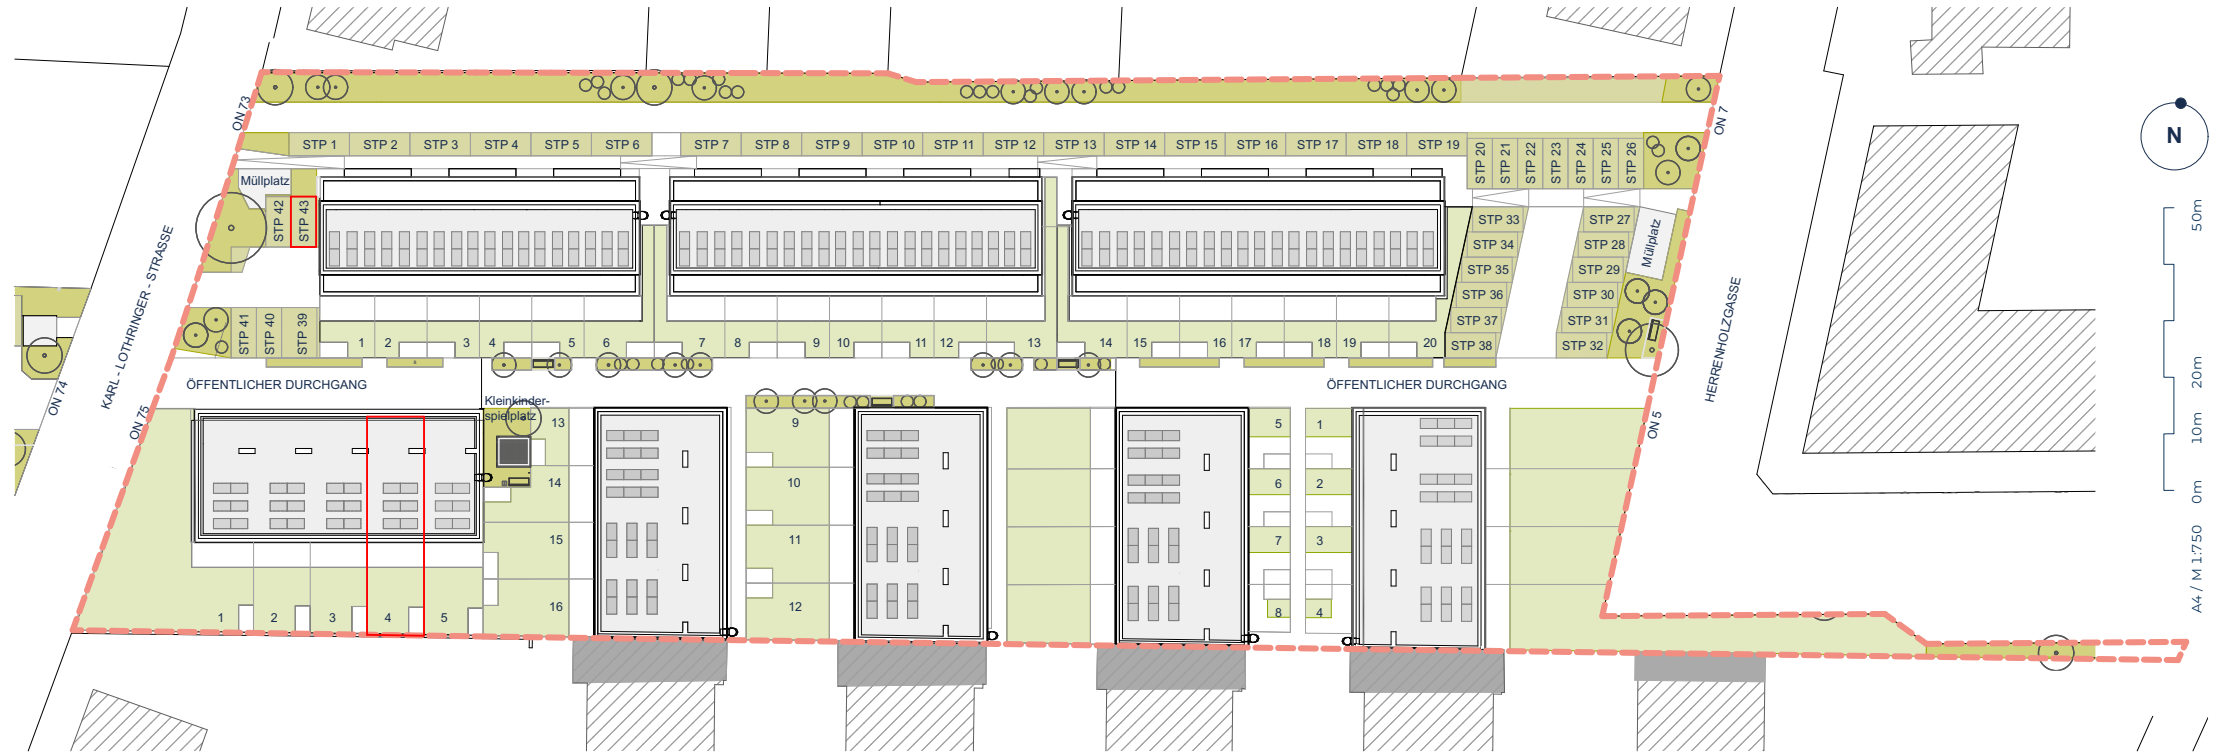 ON 73
STP 1 STP 2 STP 3 STP 4 STP 5 STP 6 STP 7 STP 8 STP 9 STP 10 STP 11 STP 12 STP 13 STP 14 STP 15 STP 16 STP 17 STP 18 STP 19 STP 20 STP 21 STP 22 STP 23 STP 24 STP 25 STP 26
ON 7
N
Müllplatz
STP 42 STP 43
STP 33 STP 27
STP 34 STP 28
STP 35 STP 29
STP 36 STP 30
STP 37 STP 31
STP 38 STP 32
Müllplatz
KARL - LOTHRINGER - STRASSE
HERRENHOLZGASSE
STP 41 STP 40 STP 39
1 2 3 4 5 6 7 8 9 10 11 12 13 14 15 16 17 18 19 20
ÖFFENTLICHER DURCHGANG
ÖFFENTLICHER DURCHGANG
ON 74
ON 75
ON 5
Kleinkinder-
spielplatz
13 9 5 1
14 10 6 2
15 11 7 3
16 12 8 4
1 2 3 4 5
50m
20m
10m
0m
A4 / M 1:750